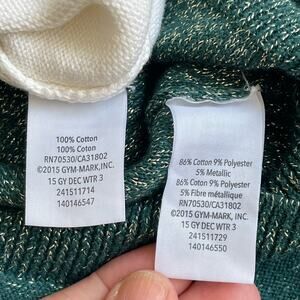 100% Cotton
100% Coton
RN70530/CA31802
©2015 GYM-MARK, INC.
15 GY DEC WTR 3
241511714
140146547
86% Cotton 9% Polyester
5% Metallic
86% Coton 9% Polyester
5% Fibre métallique
RN70530/CA31802
©2015 GYM-MARK, INC.
15 GY DEC WTR 3
241511729
140146550